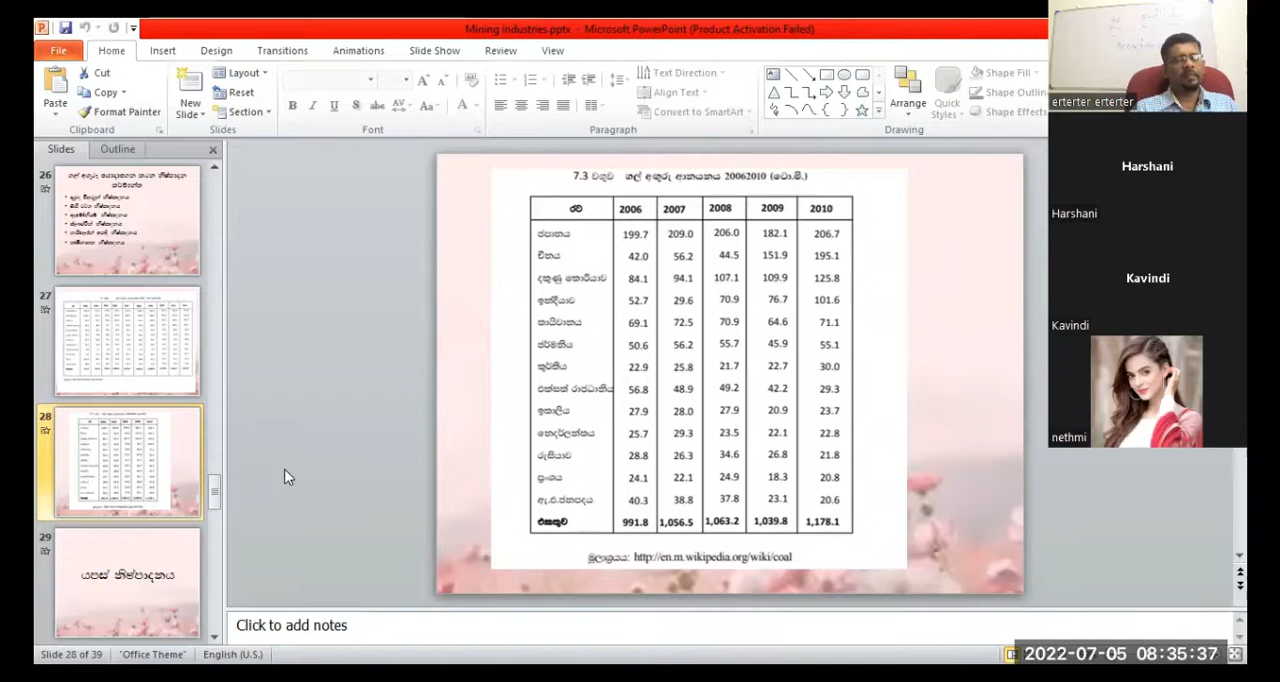 Mining Industries.pptx - Microsoft PowerPoint (Product Activation Failed)
File Home Insert Design Transitions Animations Slide Show Review View
Cut
Copy
Format Painter
Paste
Clipboard
New
Slide
Layout
Reset
Section
Slides
Font
Text Direction
Align Text
Convert to SmartArt
Paragraph
Arrange
Quick
Styles
Shape Fill
Shape Outlin
Shape Effects
Drawing
Slides Outline
26
27
28
29
යපස් නිෂ්පාදනය
7.3 වගුව ගල් අඟුරු ආනයනය 20062010 (ටො.මි.)
රට 2006 2007 2008 2009 2010
ජපානය 199.7 209.0 206.0 182.1 206.7
චීනය 42.0 56.2 44.5 151.9 195.1
දකුණු කොරියාව 84.1 94.1 107.1 109.9 125.8
ඉන්දියාව 52.7 29.6 70.9 76.7 101.6
තායිවානය 69.1 72.5 70.9 64.6 71.1
ජර්මනිය 50.6 56.2 55.7 45.9 55.1
තුර්කිය 22.9 25.8 21.7 22.7 30.0
එක්සත් රාජධානිය 56.8 48.9 49.2 42.2 29.3
ඉතාලිය 27.9 28.0 27.9 20.9 23.7
නෙදර්ලන්තය 25.7 29.3 23.5 22.1 22.8
රුසියාව 28.8 26.3 34.6 26.8 21.8
ප්‍රංශය 24.1 22.1 24.9 18.3 20.8
ඇ.එ.ජනපදය 40.3 38.8 37.8 23.1 20.6
එකතුව 991.8 1,056.5 1,063.2 1,039.8 1,178.1
මූලාශ්‍රය: http://en.m.wikipedia.org/wiki/coal
Click to add notes
Slide 28 of 39 "Office Theme" English (U.S.)
erterter erterter
Harshani
Harshani
Kavindi
Kavindi
nethmi
2022-07-05 08:35:37